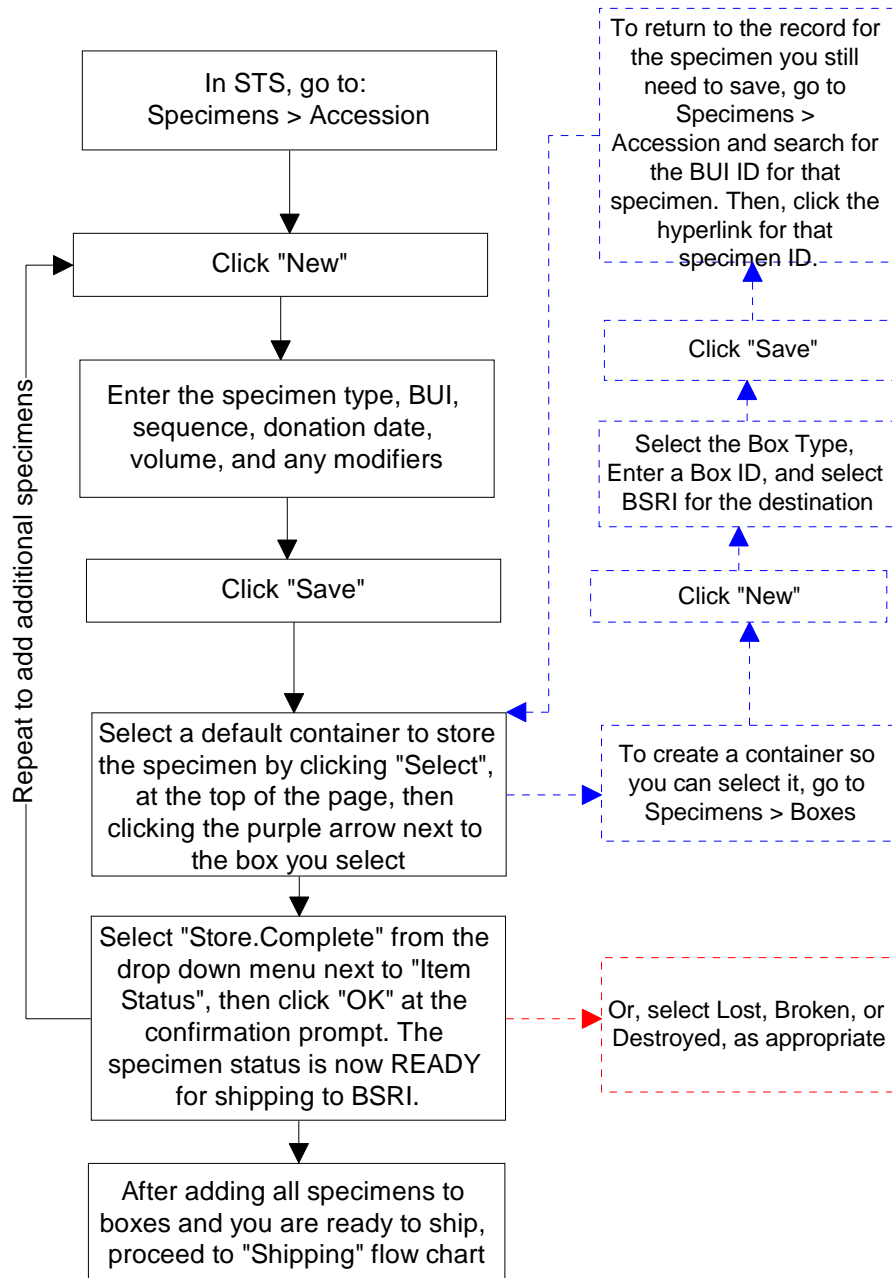 In STS, go to:
Specimens > Accession
Click "New"
Enter the specimen type, BUI,
sequence, donation date,
volume, and any modifiers
Click "Save"
Select a default container to store
the specimen by clicking "Select",
at the top of the page, then
clicking the purple arrow next to
the box you select
Select "Store.Complete" from the
drop down menu next to "Item
Status", then click "OK" at the
confirmation prompt. The
specimen status is now READY
for shipping to BSRI.
After adding all specimens to
boxes and you are ready to ship,
proceed to "Shipping" flow chart
Repeat to add additional specimens
To return to the record for
the specimen you still
need to save, go to
Specimens >
Accession and search for
the BUI ID for that
specimen. Then, click the
hyperlink for that
specimen ID.
Click "Save"
Select the Box Type,
Enter a Box ID, and select
BSRI for the destination
Click "New"
To create a container so
you can select it, go to
Specimens > Boxes
Or, select Lost, Broken, or
Destroyed, as appropriate